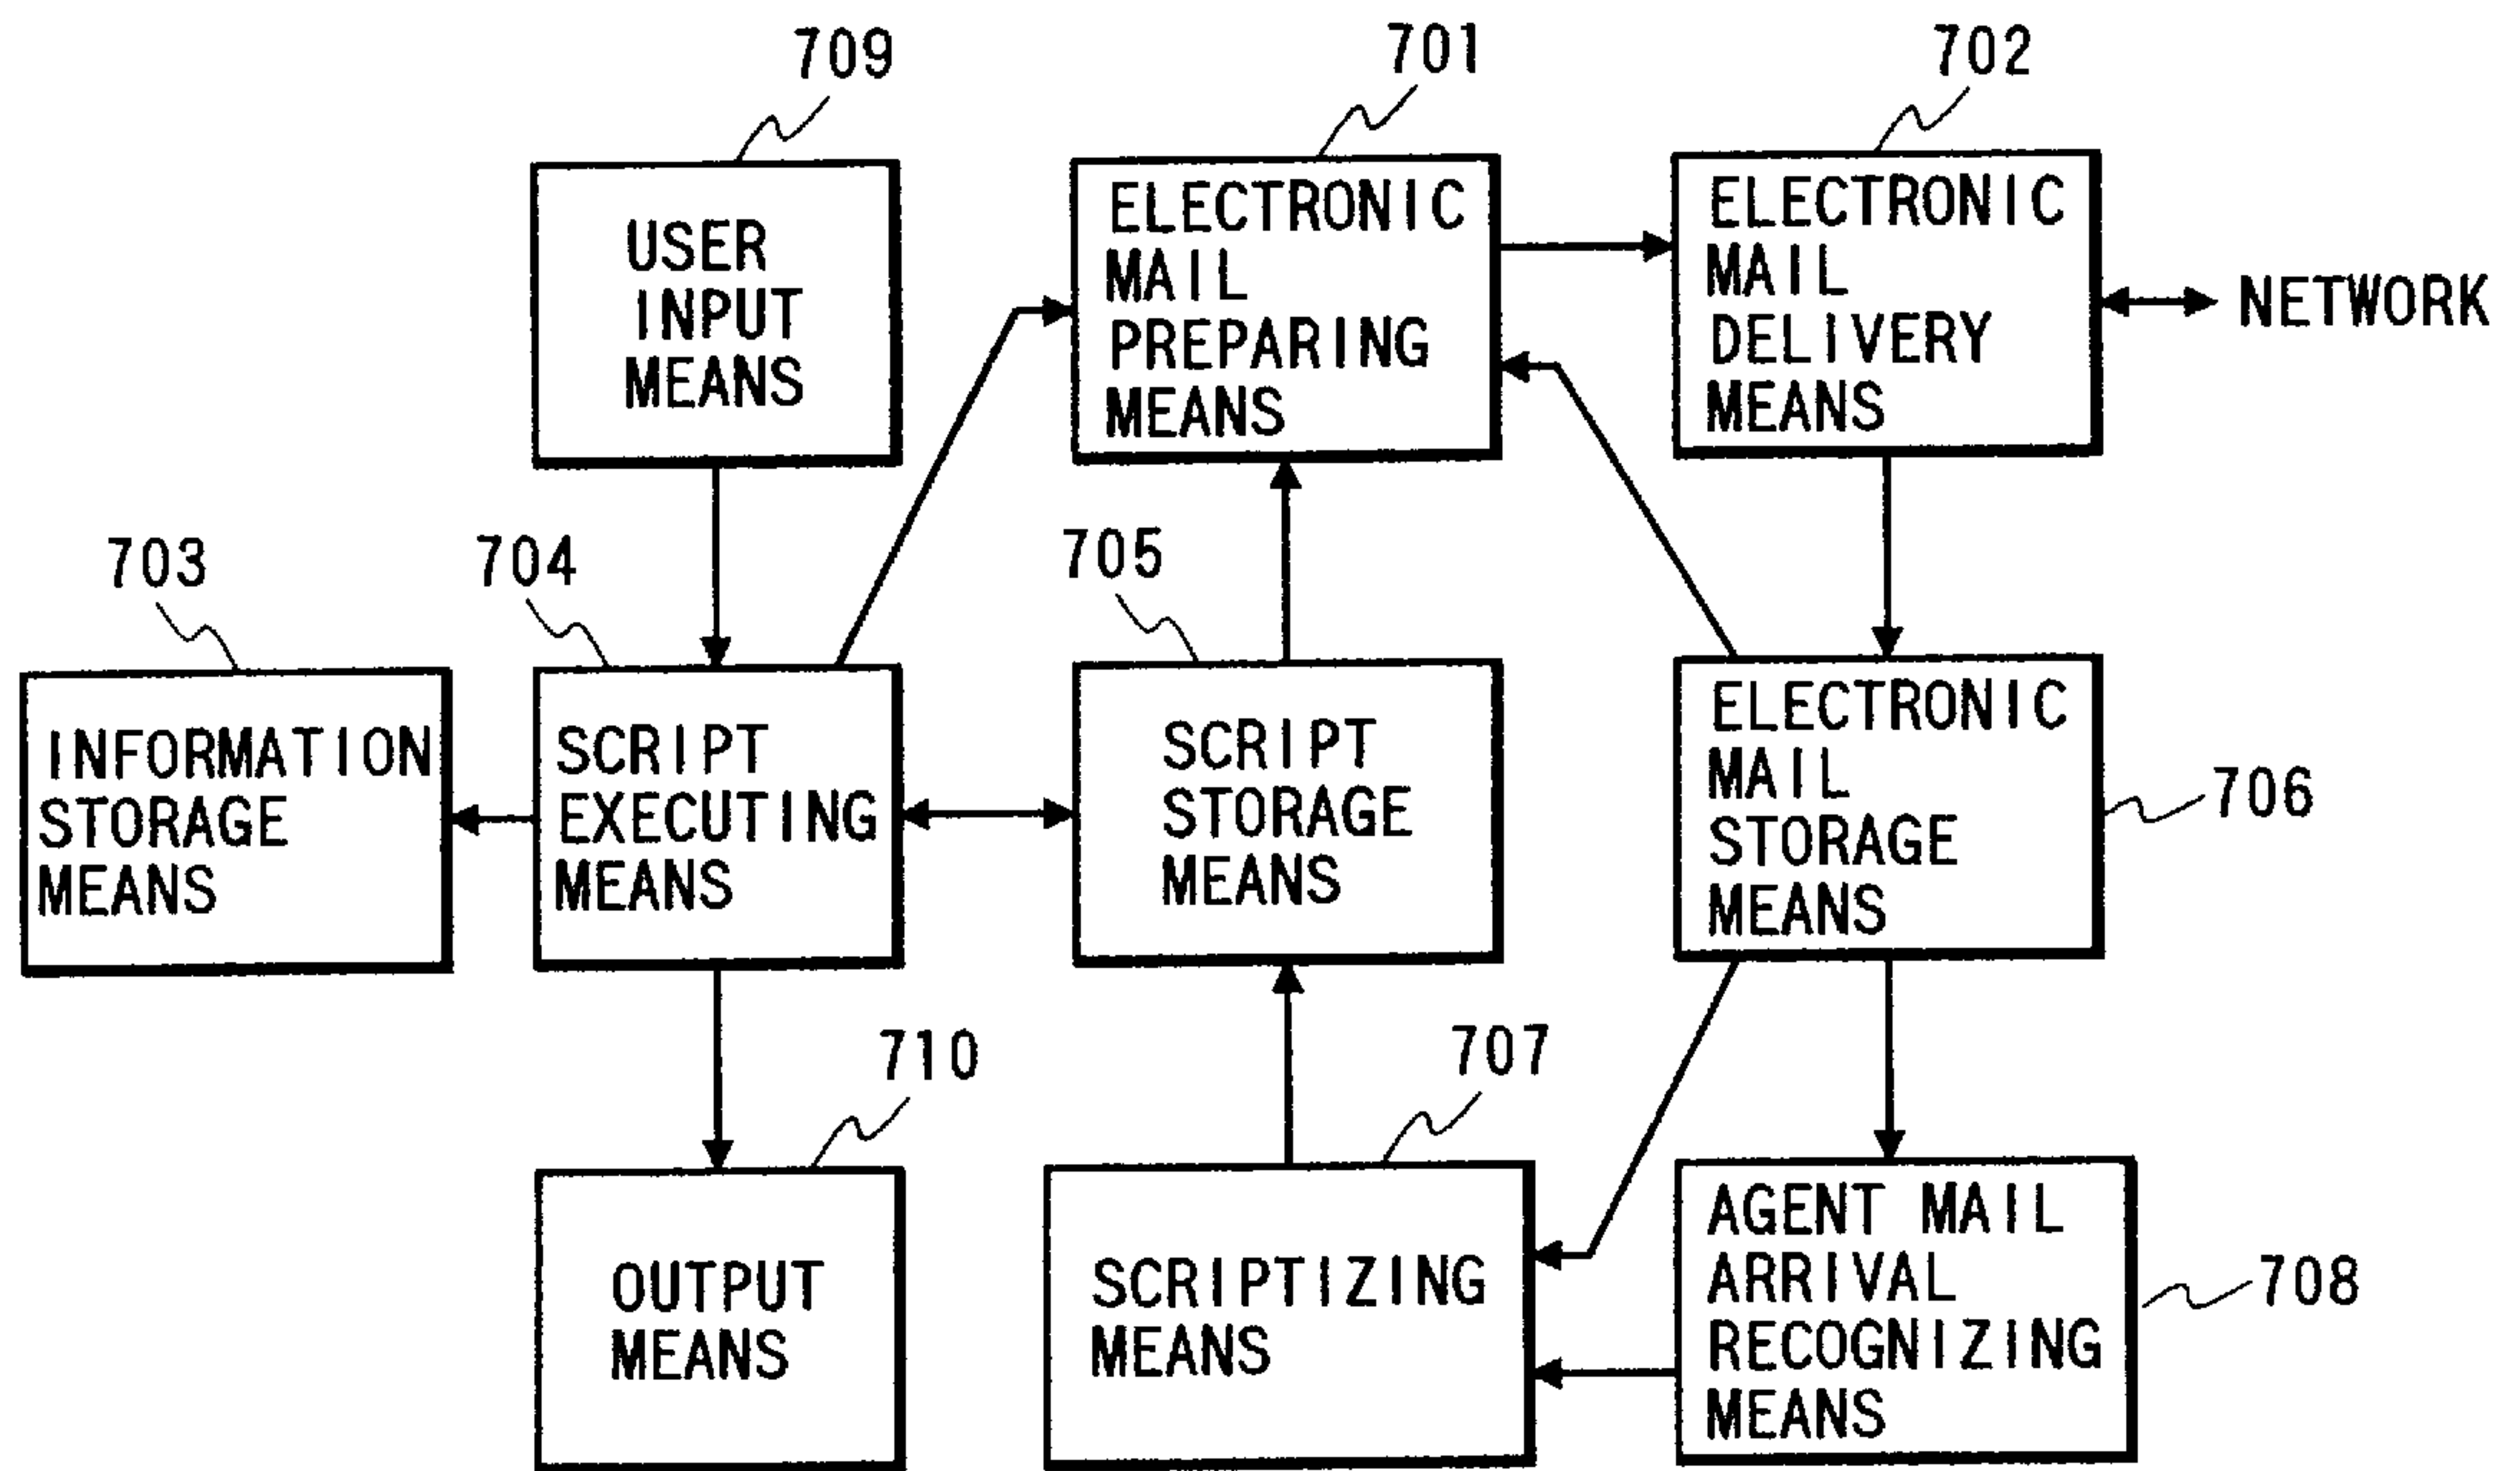 709
701
702
USER
INPUT
MEANS
ELECTRONIC
MAIL
PREPARING
MEANS
ELECTRONIC
MAIL
DELIVERY
MEANS
NETWORK
703
704
705
INFORMATION
STORAGE
MEANS
SCRIPT
EXECUTING
MEANS
SCRIPT
STORAGE
MEANS
ELECTRONIC
MAIL
STORAGE
MEANS
706
710
707
OUTPUT
MEANS
SCRIPTIZING
MEANS
AGENT MAIL
ARRIVAL
RECOGNIZING
MEANS
708